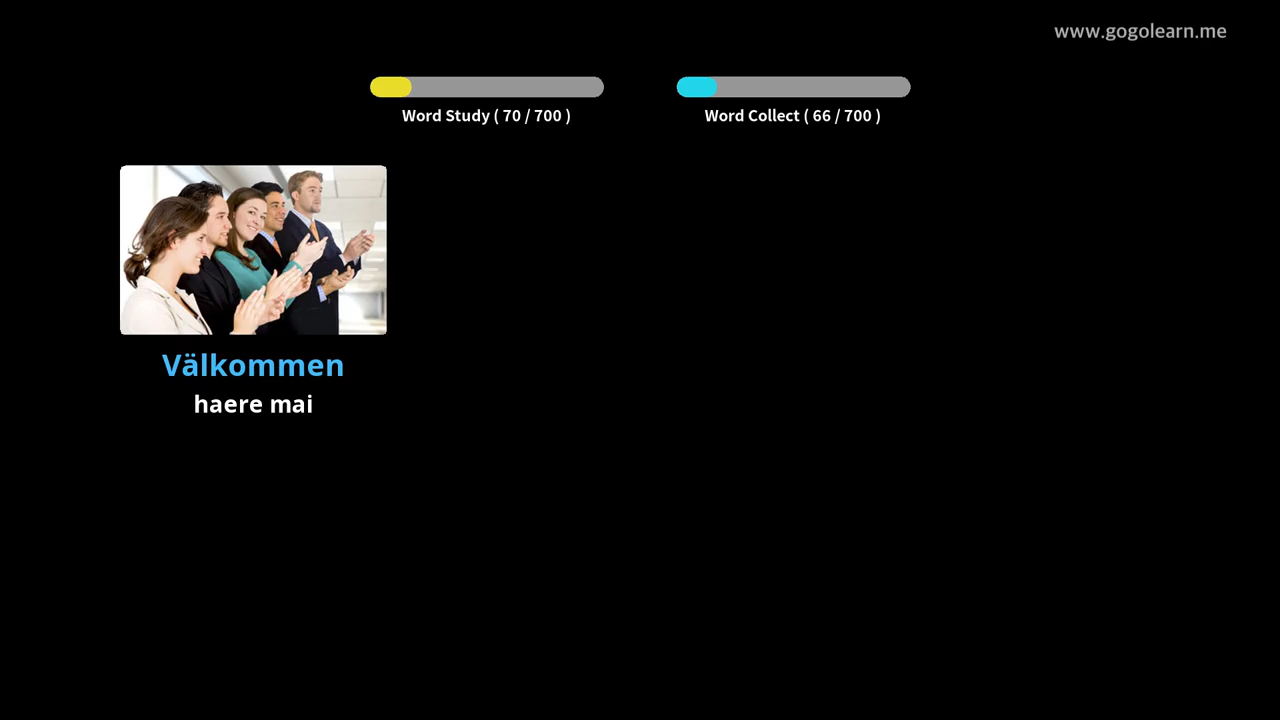 www.gogolearn.me
Word Study ( 70 / 700 )
Word Collect ( 66 / 700 )
Välkommen
haere mai